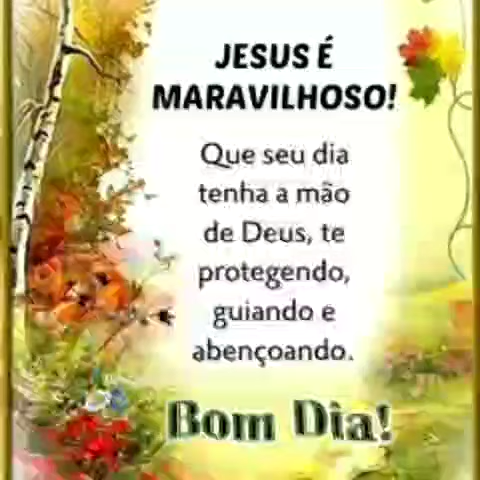 JESUS É
MARAVILHOSO!
Que seu dia
tenha a mão
de Deus, te
protegendo,
guiando e
abençoando.
Bom Dia!